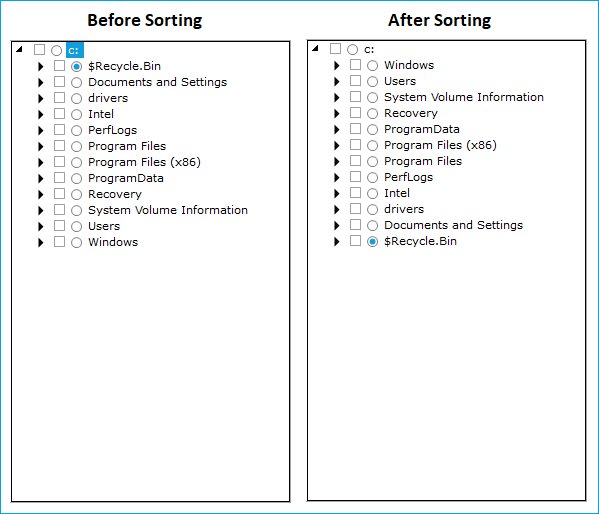 Before Sorting
c:
$Recycle.Bin
Documents and Settings
drivers
Intel
PerfLogs
Program Files
Program Files (x86)
ProgramData
Recovery
System Volume Information
Users
Windows
After Sorting
c:
Windows
Users
System Volume Information
Recovery
ProgramData
Program Files (x86)
Program Files
PerfLogs
Intel
drivers
Documents and Settings
$Recycle.Bin